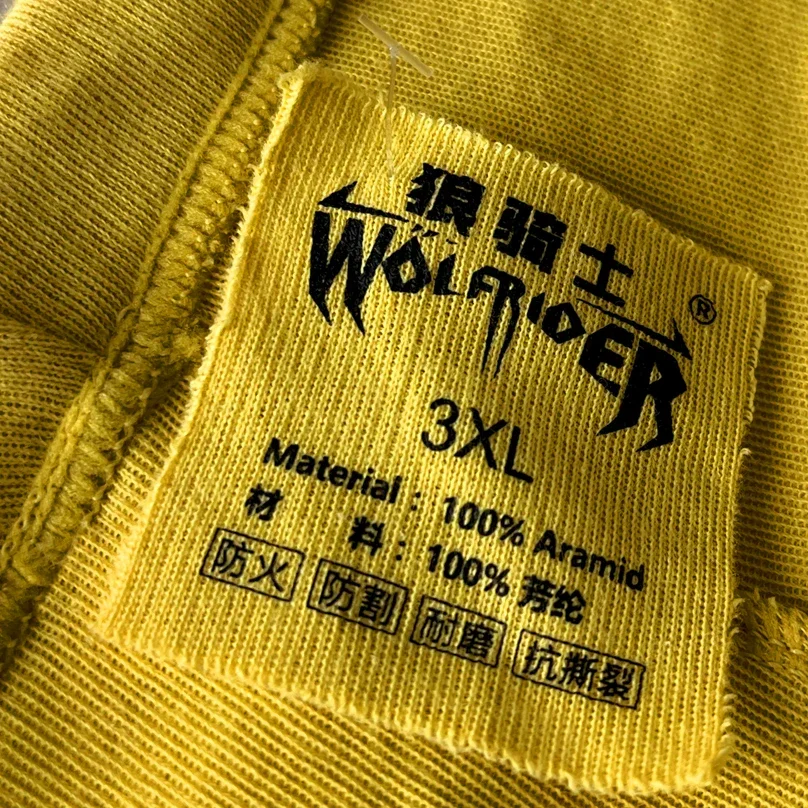 狼骑士
WOLFRIDER®
3XL
Material : 100% Aramid
材 料 : 100% 芳纶
防火 防割 耐磨 抗撕裂